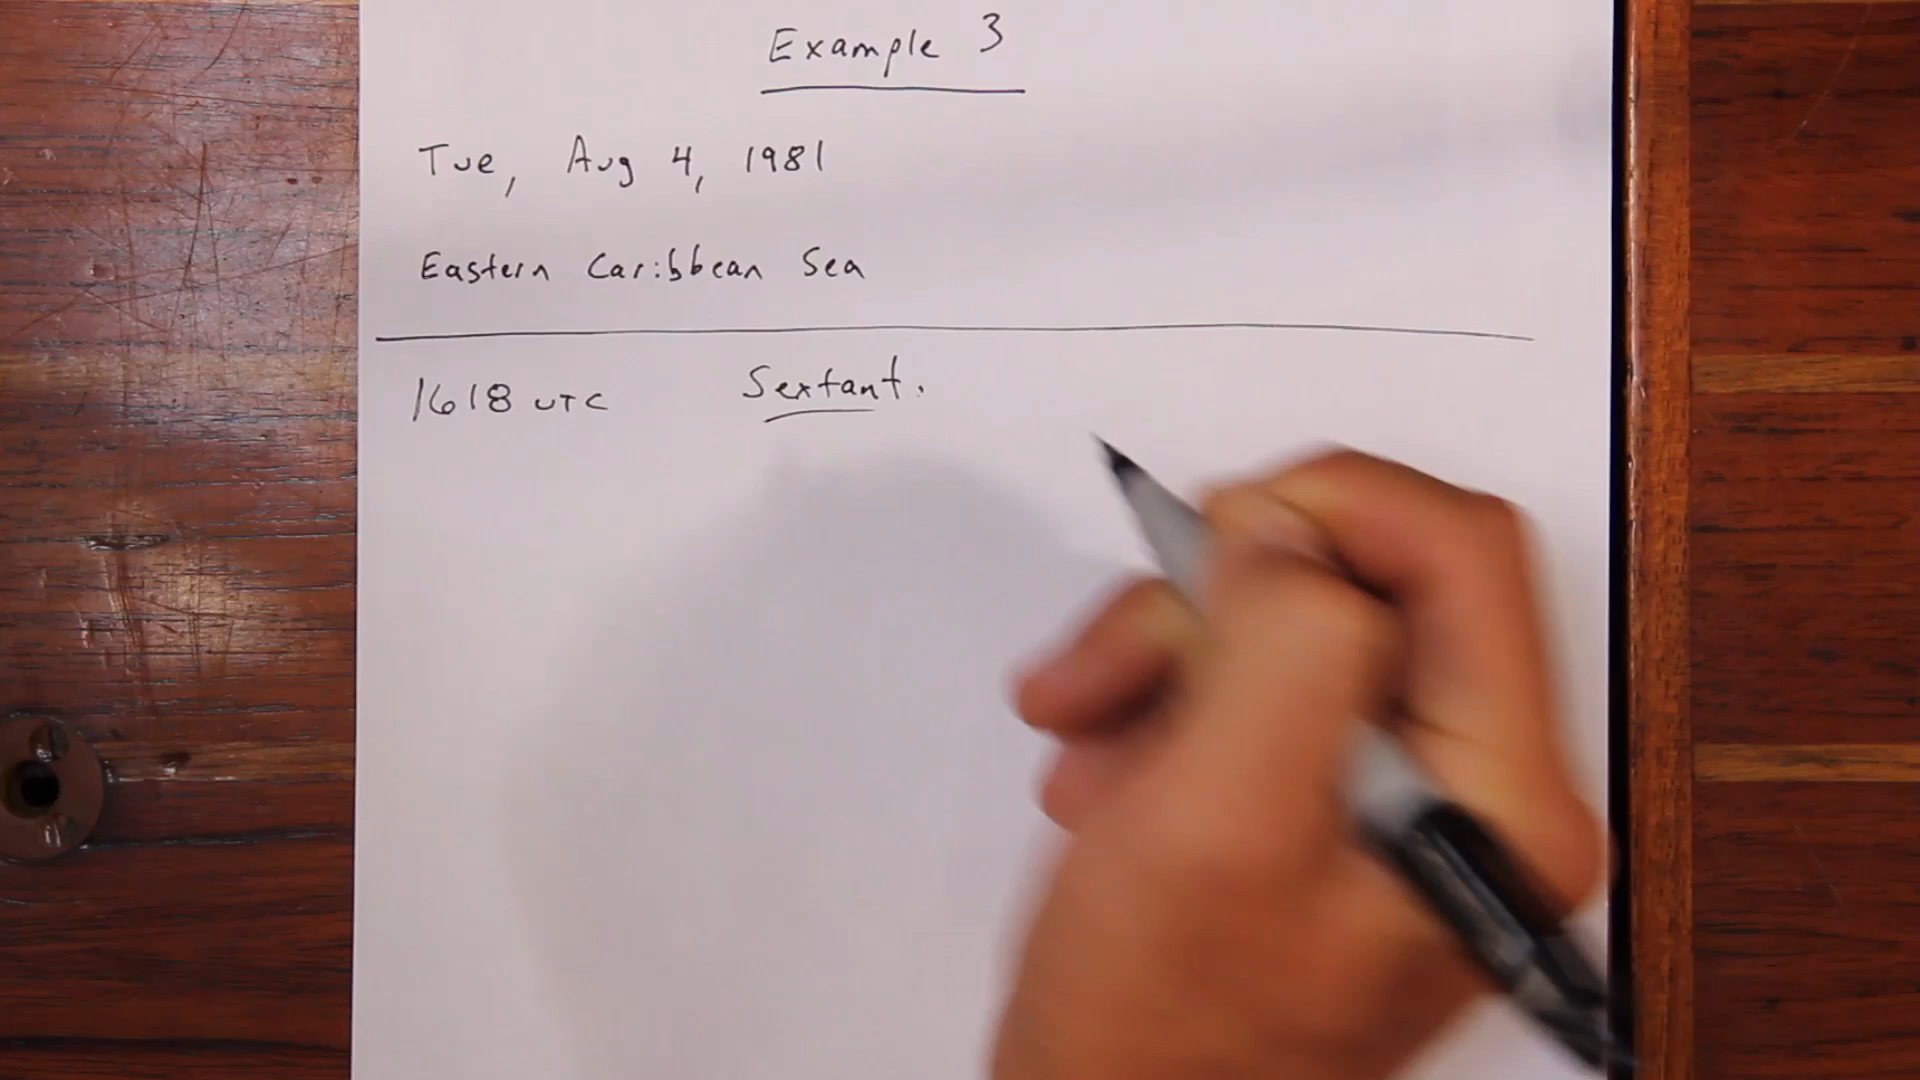 Example 3
Tue, Aug 4, 1981
Eastern Caribbean Sea
1618 UTC Sextant.